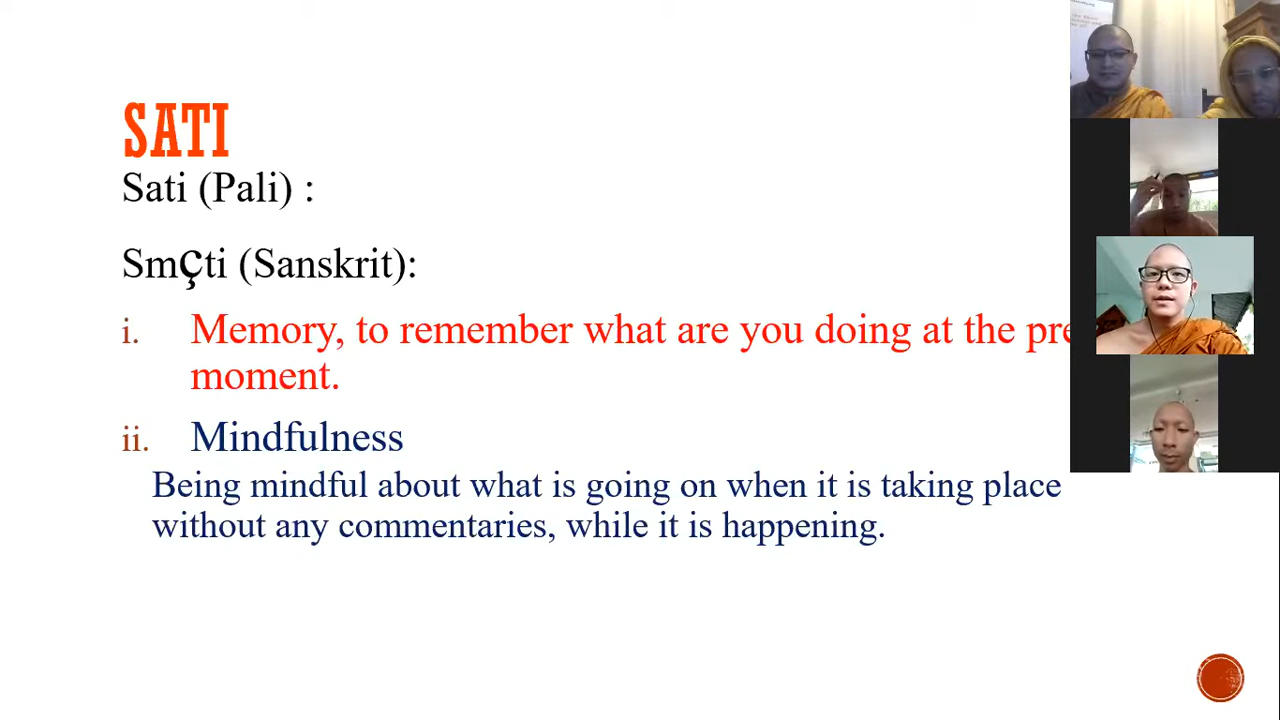 SATI
Sati (Pali) :
Smçti (Sanskrit):
i. Memory, to remember what are you doing at the pre
moment.
ii. Mindfulness
Being mindful about what is going on when it is taking place
without any commentaries, while it is happening.